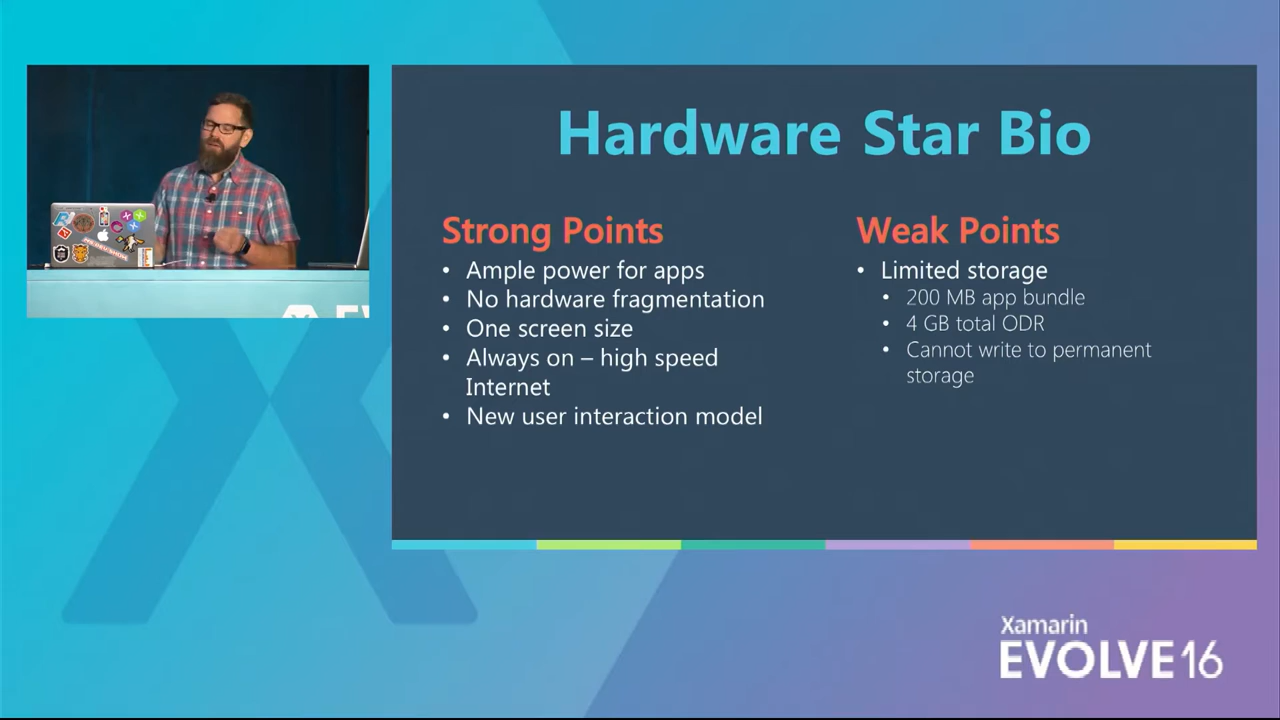 Hardware Star Bio
Strong Points
• Ample power for apps
• No hardware fragmentation
• One screen size
• Always on – high speed
Internet
• New user interaction model
Weak Points
• Limited storage
• 200 MB app bundle
• 4 GB total ODR
• Cannot write to permanent
storage
Xamarin
EVOLVE16